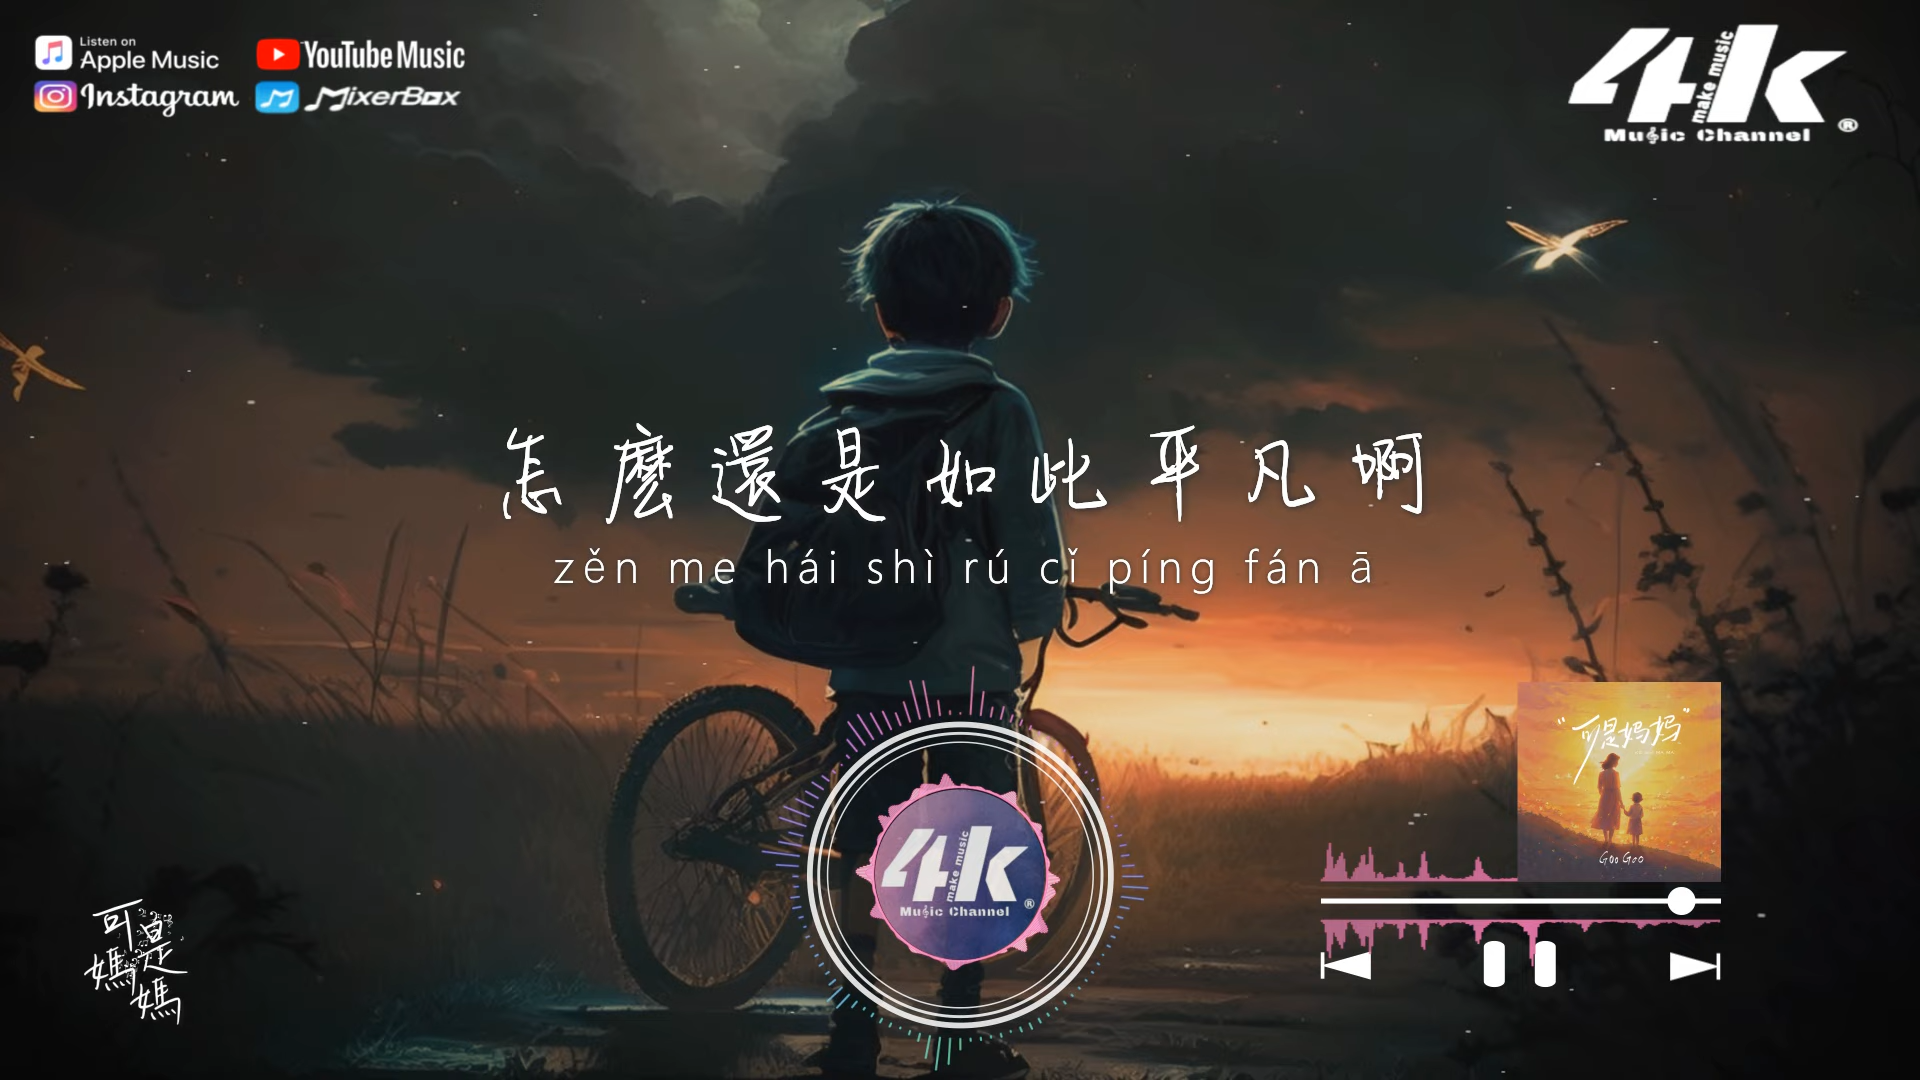 Listen on
Apple Music
YouTube Music
Instagram
MixerBox
4k
make music
Music Channel ®
怎麼還是如此平凡啊
zěn me hái shì rú cǐ píng fán ā
"可是妈妈"
Goo Goo
4k
make music
Music Channel ®
可是
媽媽